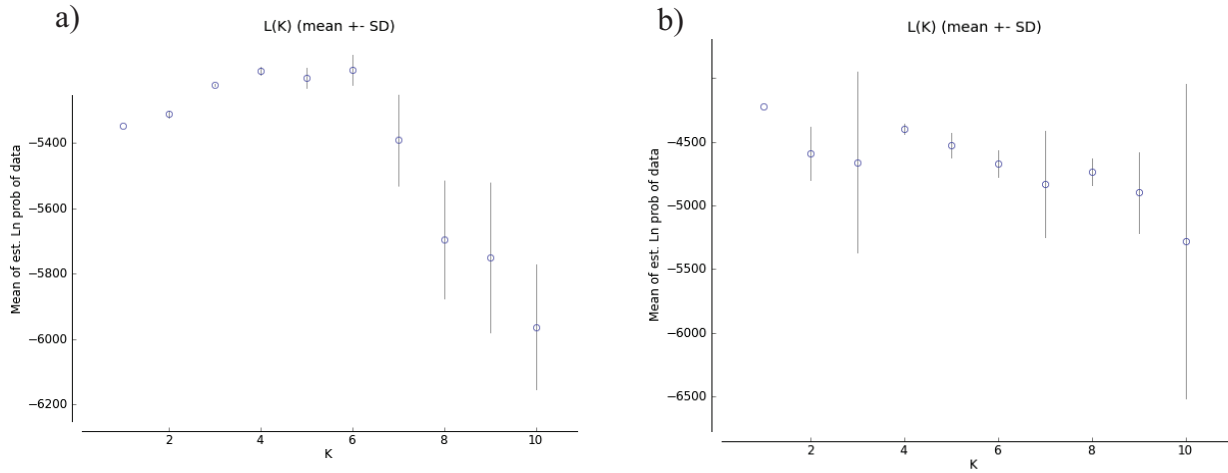 a)
L(K) (mean +- SD)
Mean of est. Ln prob of data
−5400
−5600
−5800
−6000
−6200
2 4 6 8 10
K
b)
L(K) (mean +- SD)
Mean of est. Ln prob of data
−4500
−5000
−5500
−6000
−6500
2 4 6 8 10
K